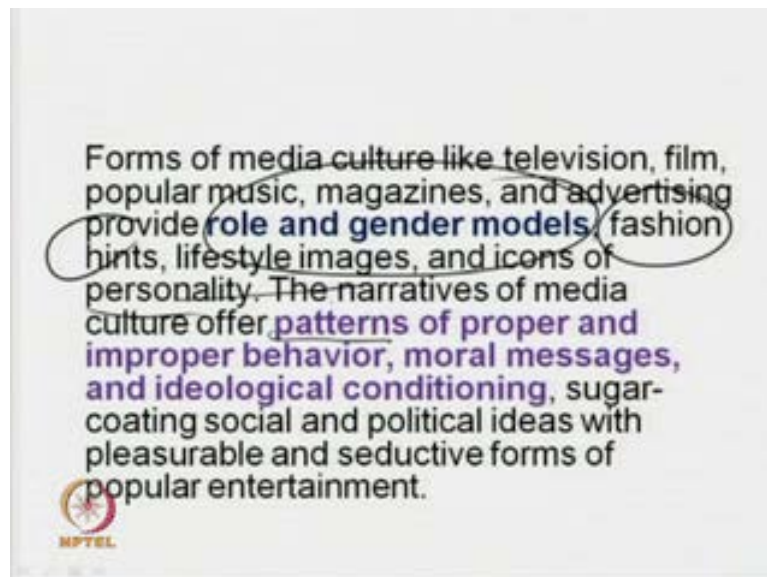 Forms of media culture like television, film,
popular music, magazines, and advertising
provide role and gender models, fashion
hints, lifestyle images, and icons of
personality. The narratives of media
culture offer patterns of proper and
improper behavior, moral messages,
and ideological conditioning, sugar-
coating social and political ideas with
pleasurable and seductive forms of
popular entertainment.
NPTEL